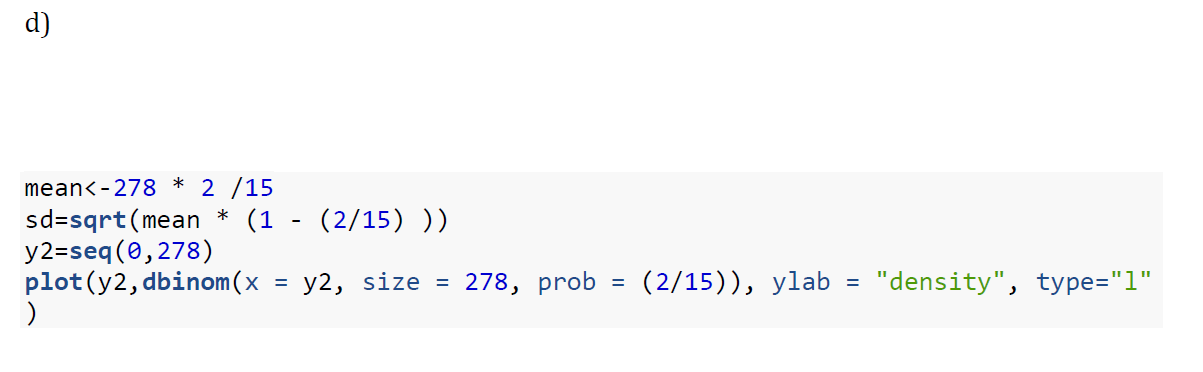 d)
mean<-278 * 2 /15
sd=sqrt(mean * (1 - (2/15) ))
y2=seq(0,278)
plot(y2,dbinom(x = y2, size = 278, prob = (2/15)), ylab = "density", type="l"
)